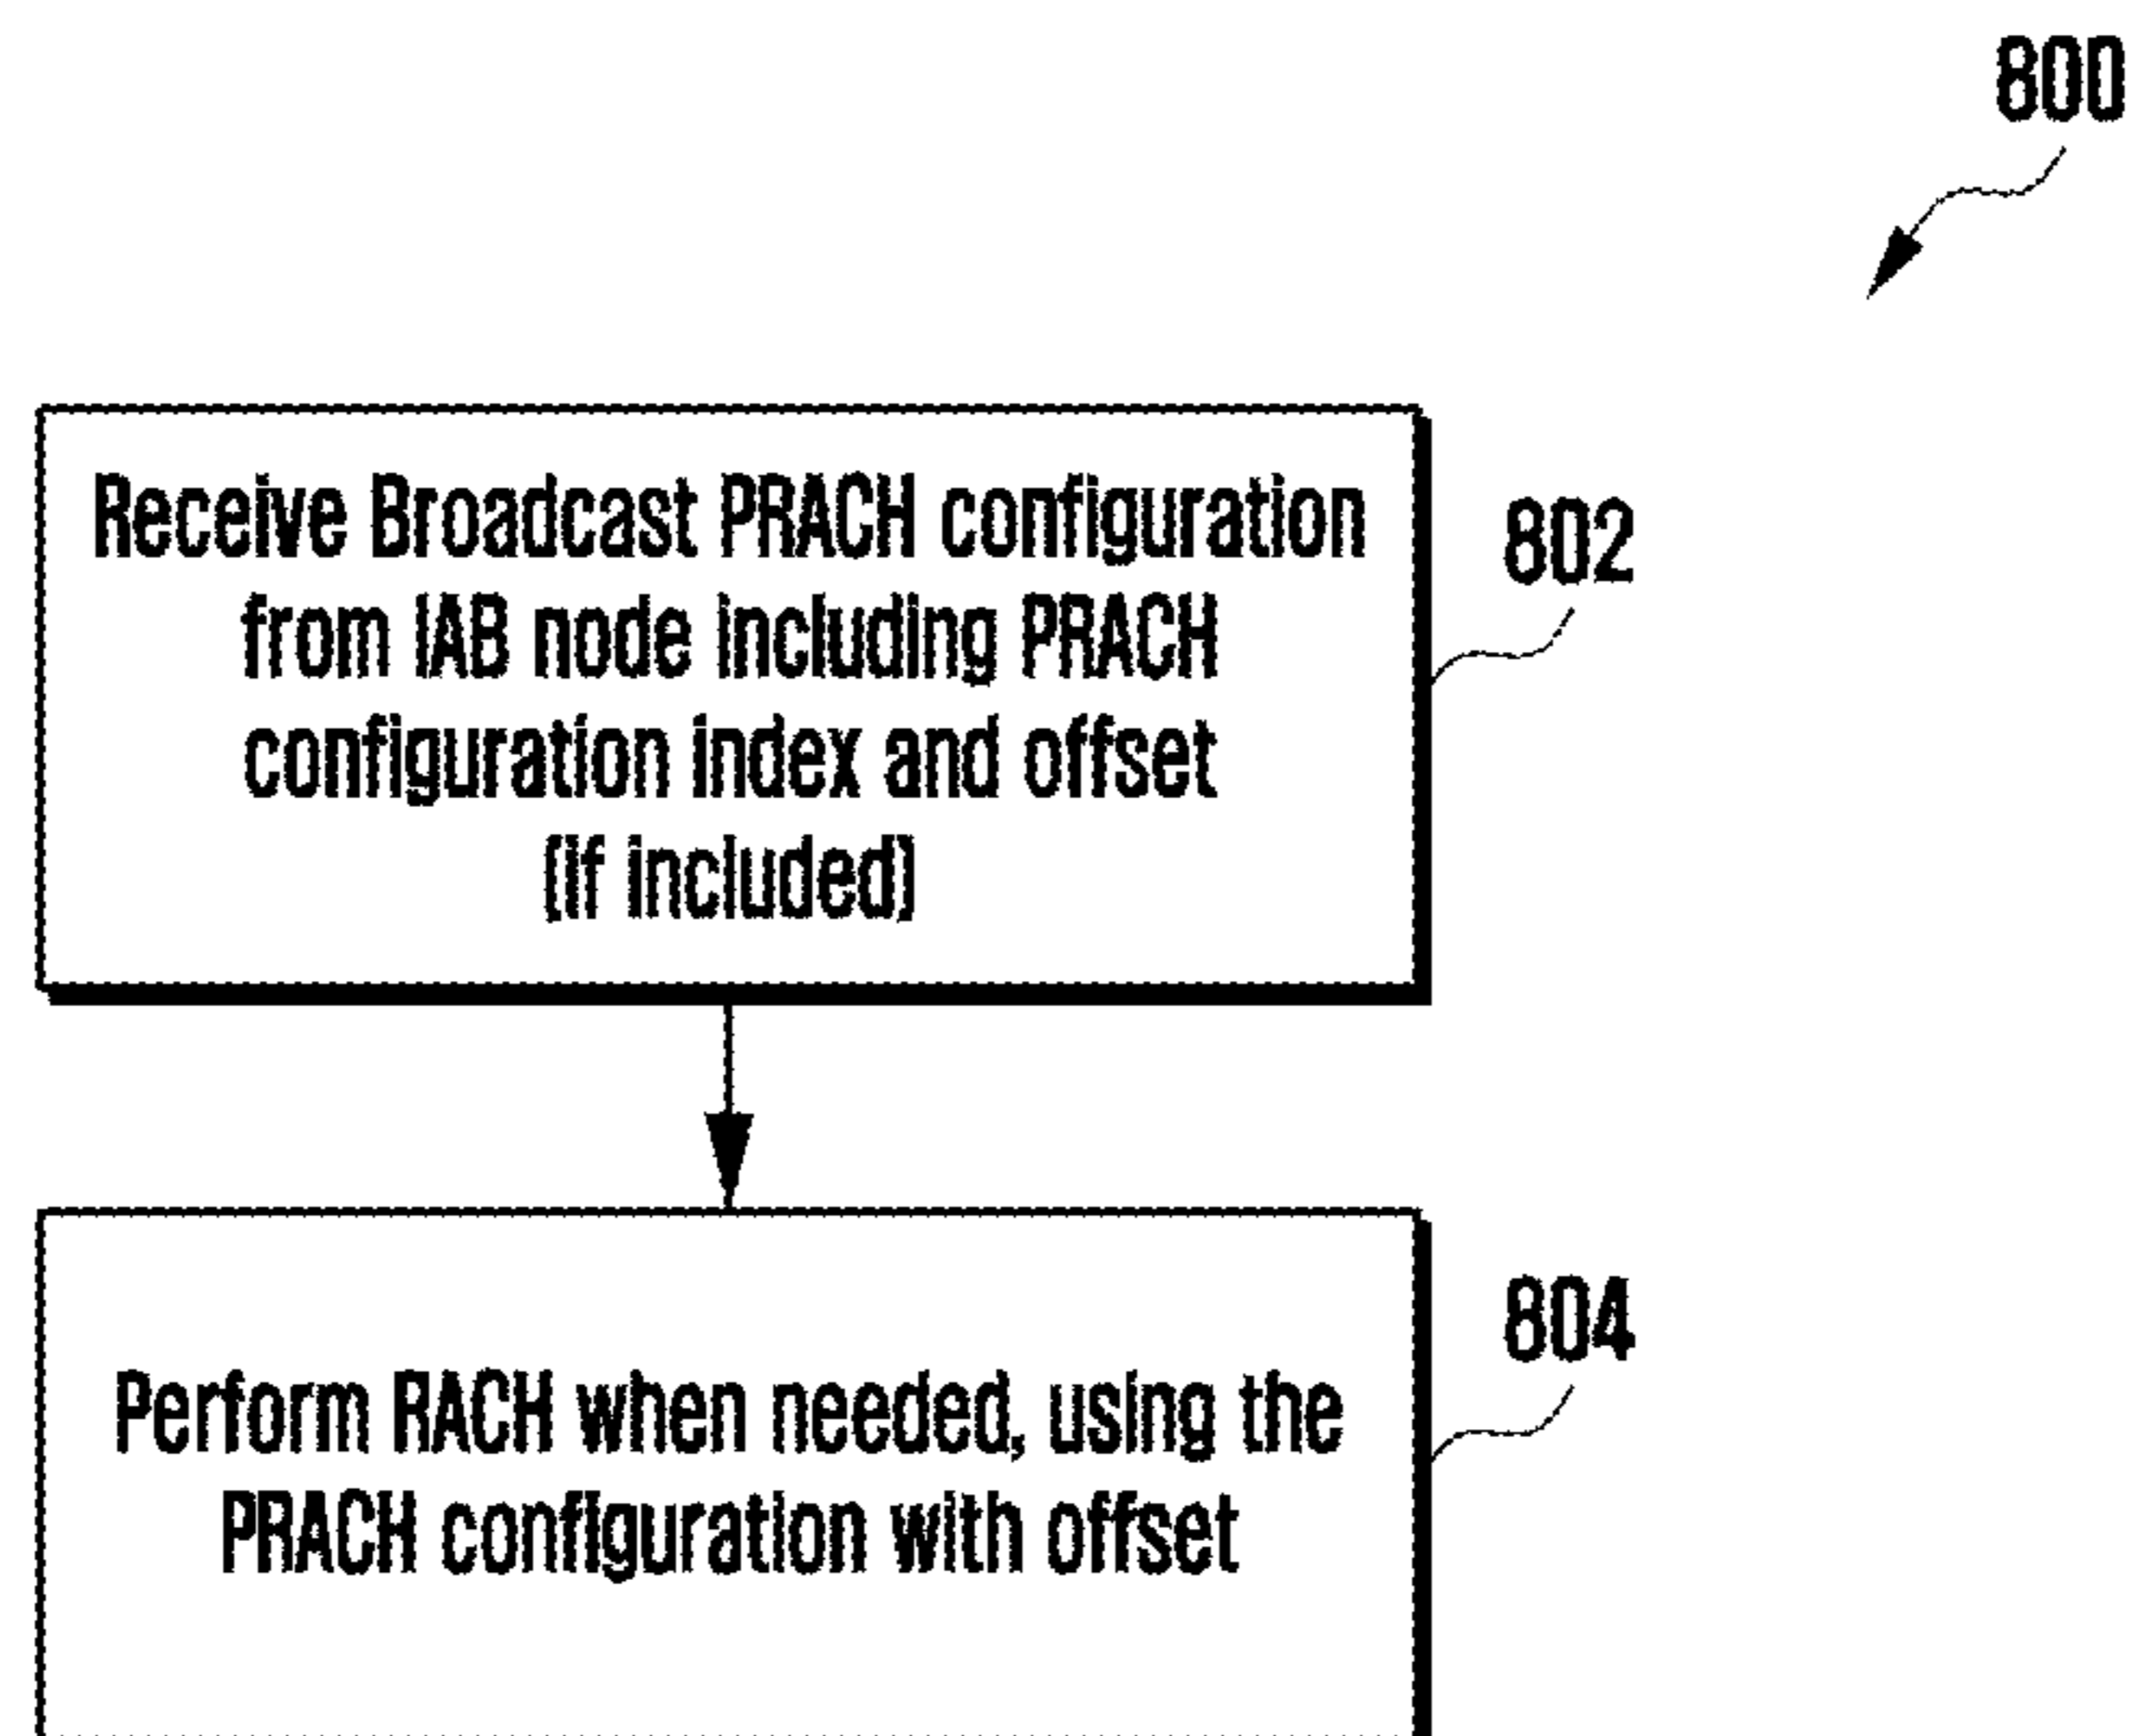 800
Receive Broadcast PRACH configuration
from IAB node including PRACH
configuration index and offset
(if included)
802
Perform RACH when needed, using the
PRACH configuration with offset
804